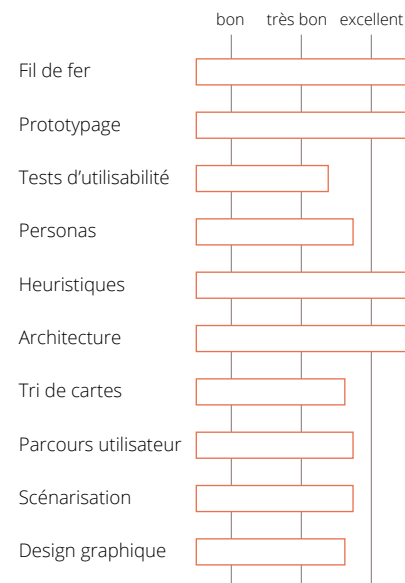 bon très bon excellent
Fil de fer
Prototypage
Tests d’utilisabilité
Personas
Heuristiques
Architecture
Tri de cartes
Parcours utilisateur
Scénarisation
Design graphique